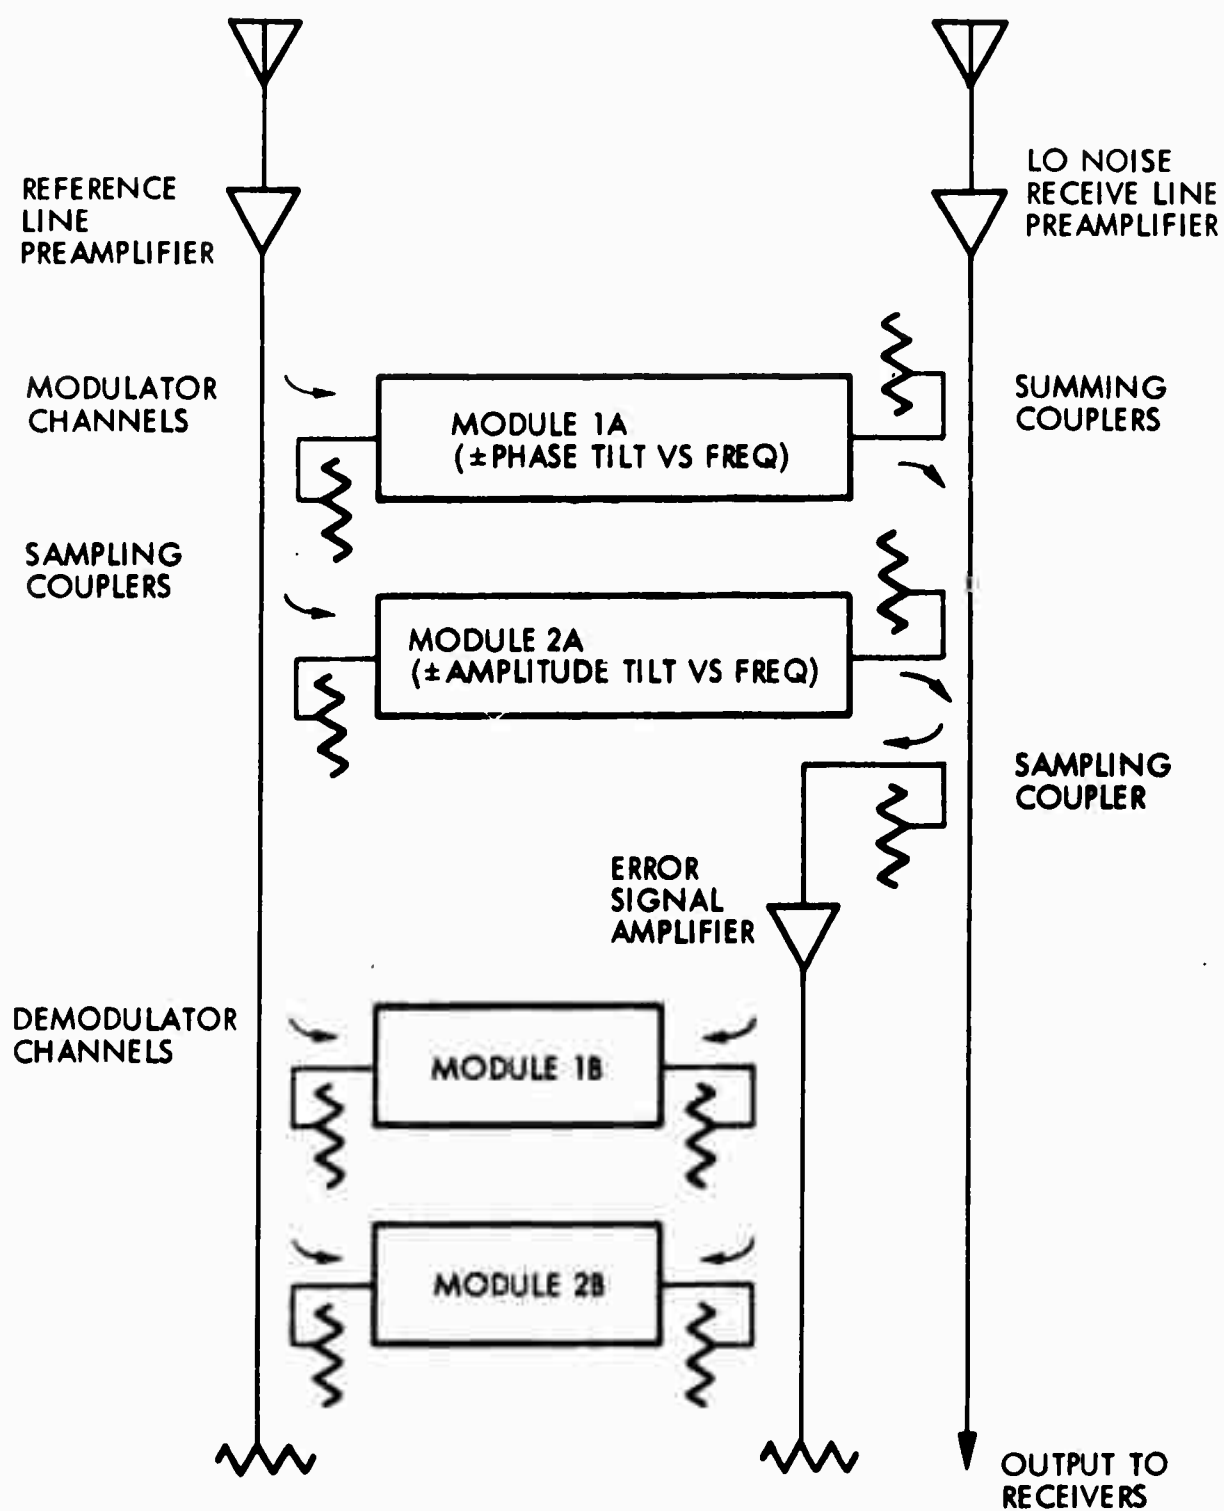 REFERENCE
LINE
PREAMPLIFIER
LO NOISE
RECEIVE LINE
PREAMPLIFIER
MODULATOR
CHANNELS
MODULE 1A
(±PHASE TILT VS FREQ)
SUMMING
COUPLERS
SAMPLING
COUPLERS
MODULE 2A
(±AMPLITUDE TILT VS FREQ)
SAMPLING
COUPLER
ERROR
SIGNAL
AMPLIFIER
DEMODULATOR
CHANNELS
MODULE 1B
MODULE 2B
OUTPUT TO
RECEIVERS